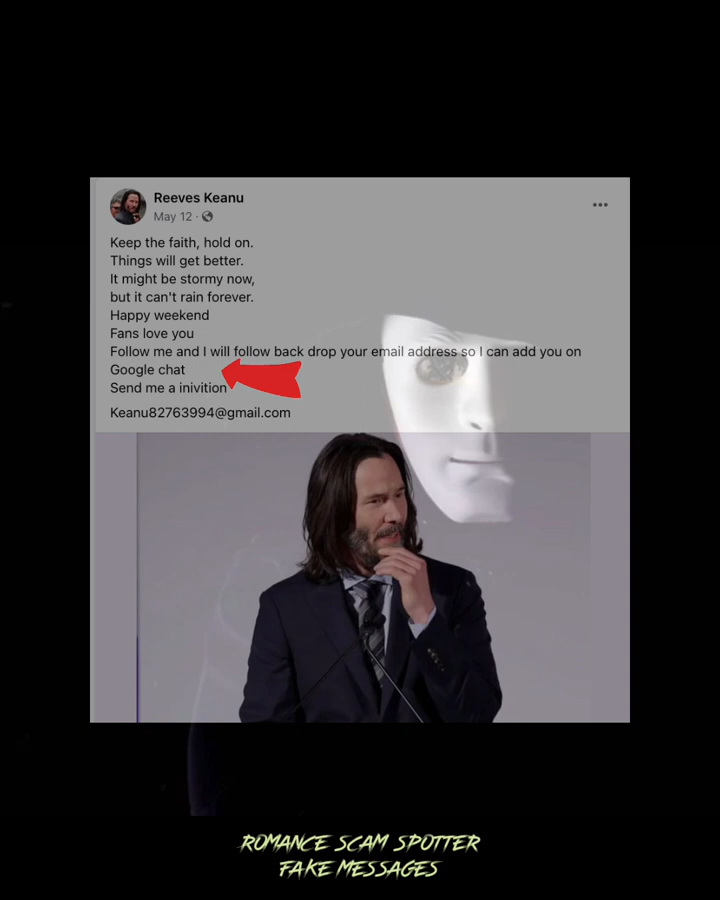 Reeves Keanu
May 12 ·
Keep the faith, hold on.
Things will get better.
It might be stormy now,
but it can't rain forever.
Happy weekend
Fans love you
Follow me and I will follow back drop your email address so I can add you on
Google chat
Send me a inivition
Keanu82763994@gmail.com
ROMANCE SCAM SPOTTER
FAKE MESSAGES